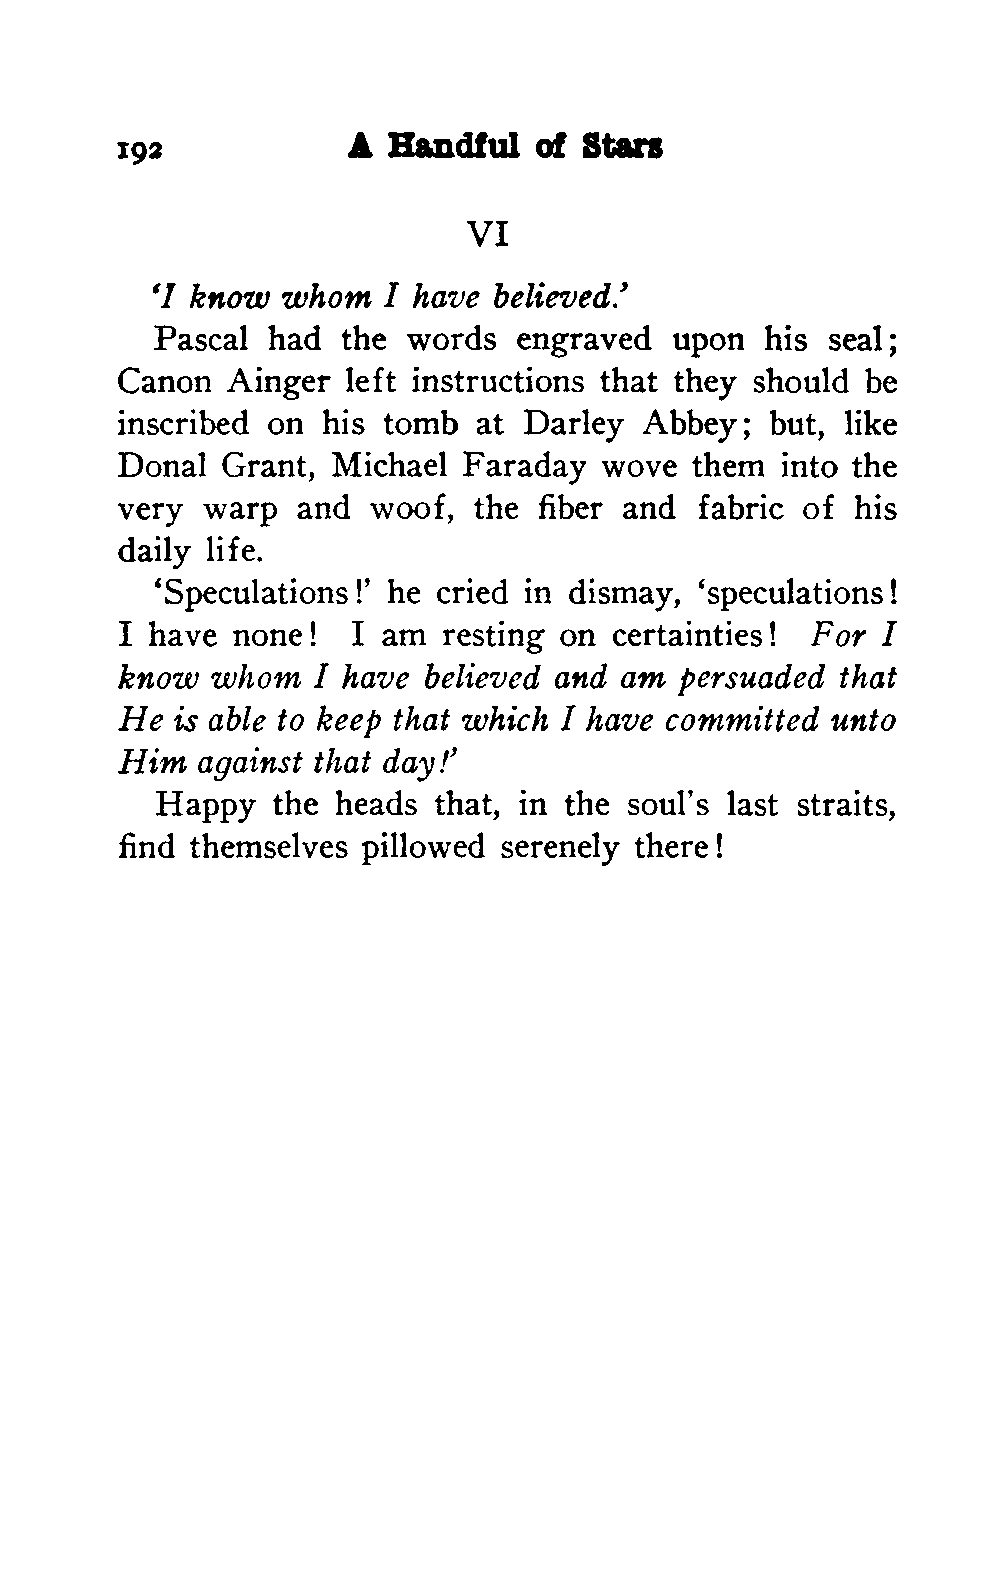 192 A Handful of Stars
VI
'I know whom I have believed.'
Pascal had the words engraved upon his seal;
Canon Ainger left instructions that they should be
inscribed on his tomb at Darley Abbey; but, like
Donal Grant, Michael Faraday wove them into the
very warp and woof, the fiber and fabric of his
daily life.
'Speculations!' he cried in dismay, 'speculations!
I have none! I am resting on certainties! For I
know whom I have believed and am persuaded that
He is able to keep that which I have committed unto
Him against that day!'
Happy the heads that, in the soul's last straits,
find themselves pillowed serenely there!